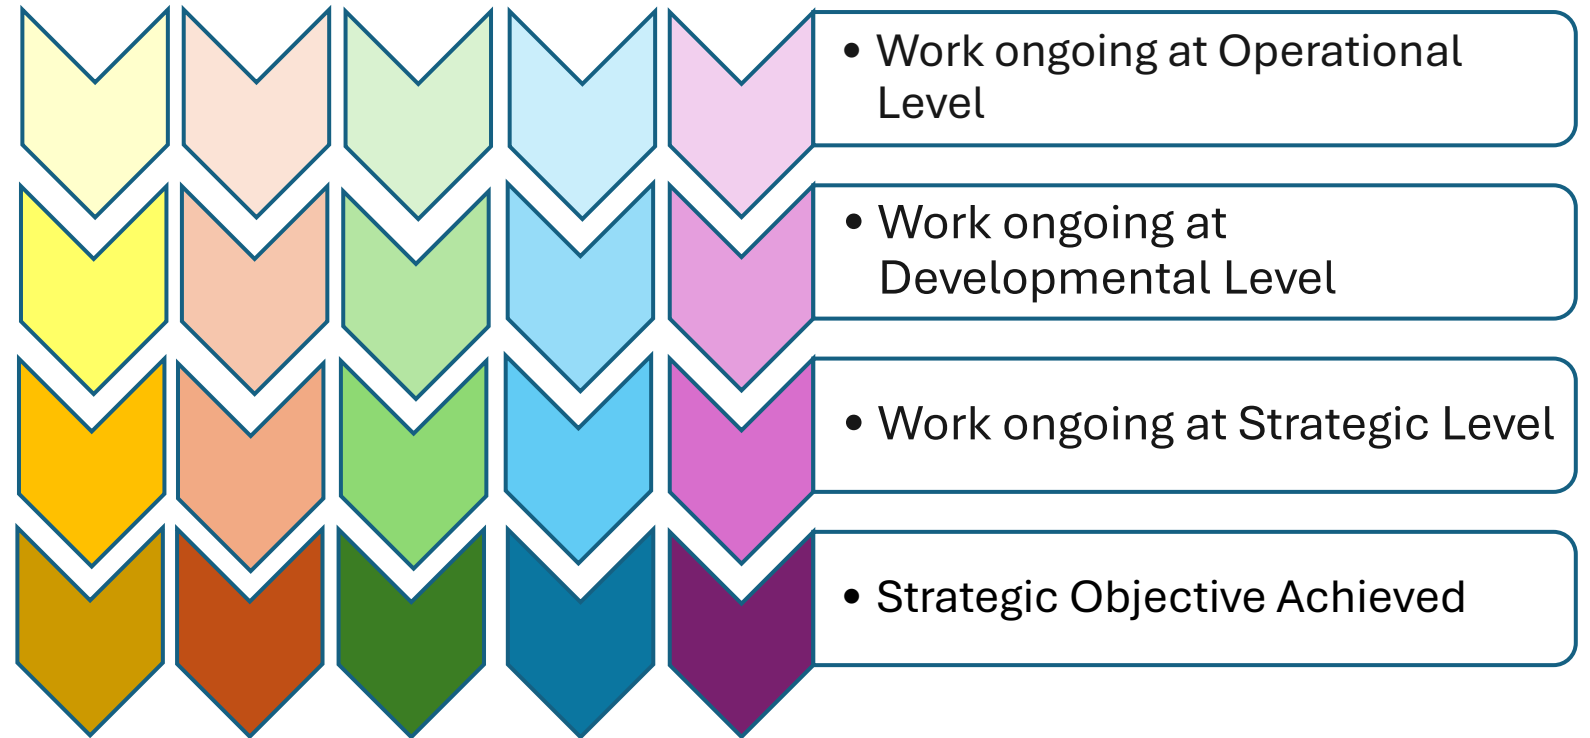 • Work ongoing at Operational
Level
• Work ongoing at
Developmental Level
• Work ongoing at Strategic Level
• Strategic Objective Achieved